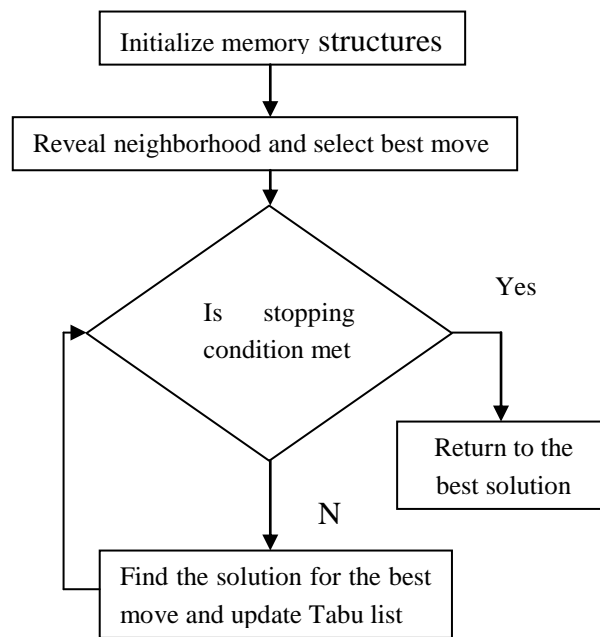 Initialize memory structures
Reveal neighborhood and select best move
Yes
Is stopping
condition met
Return to the
best solution
N
Find the solution for the best
move and update Tabu list